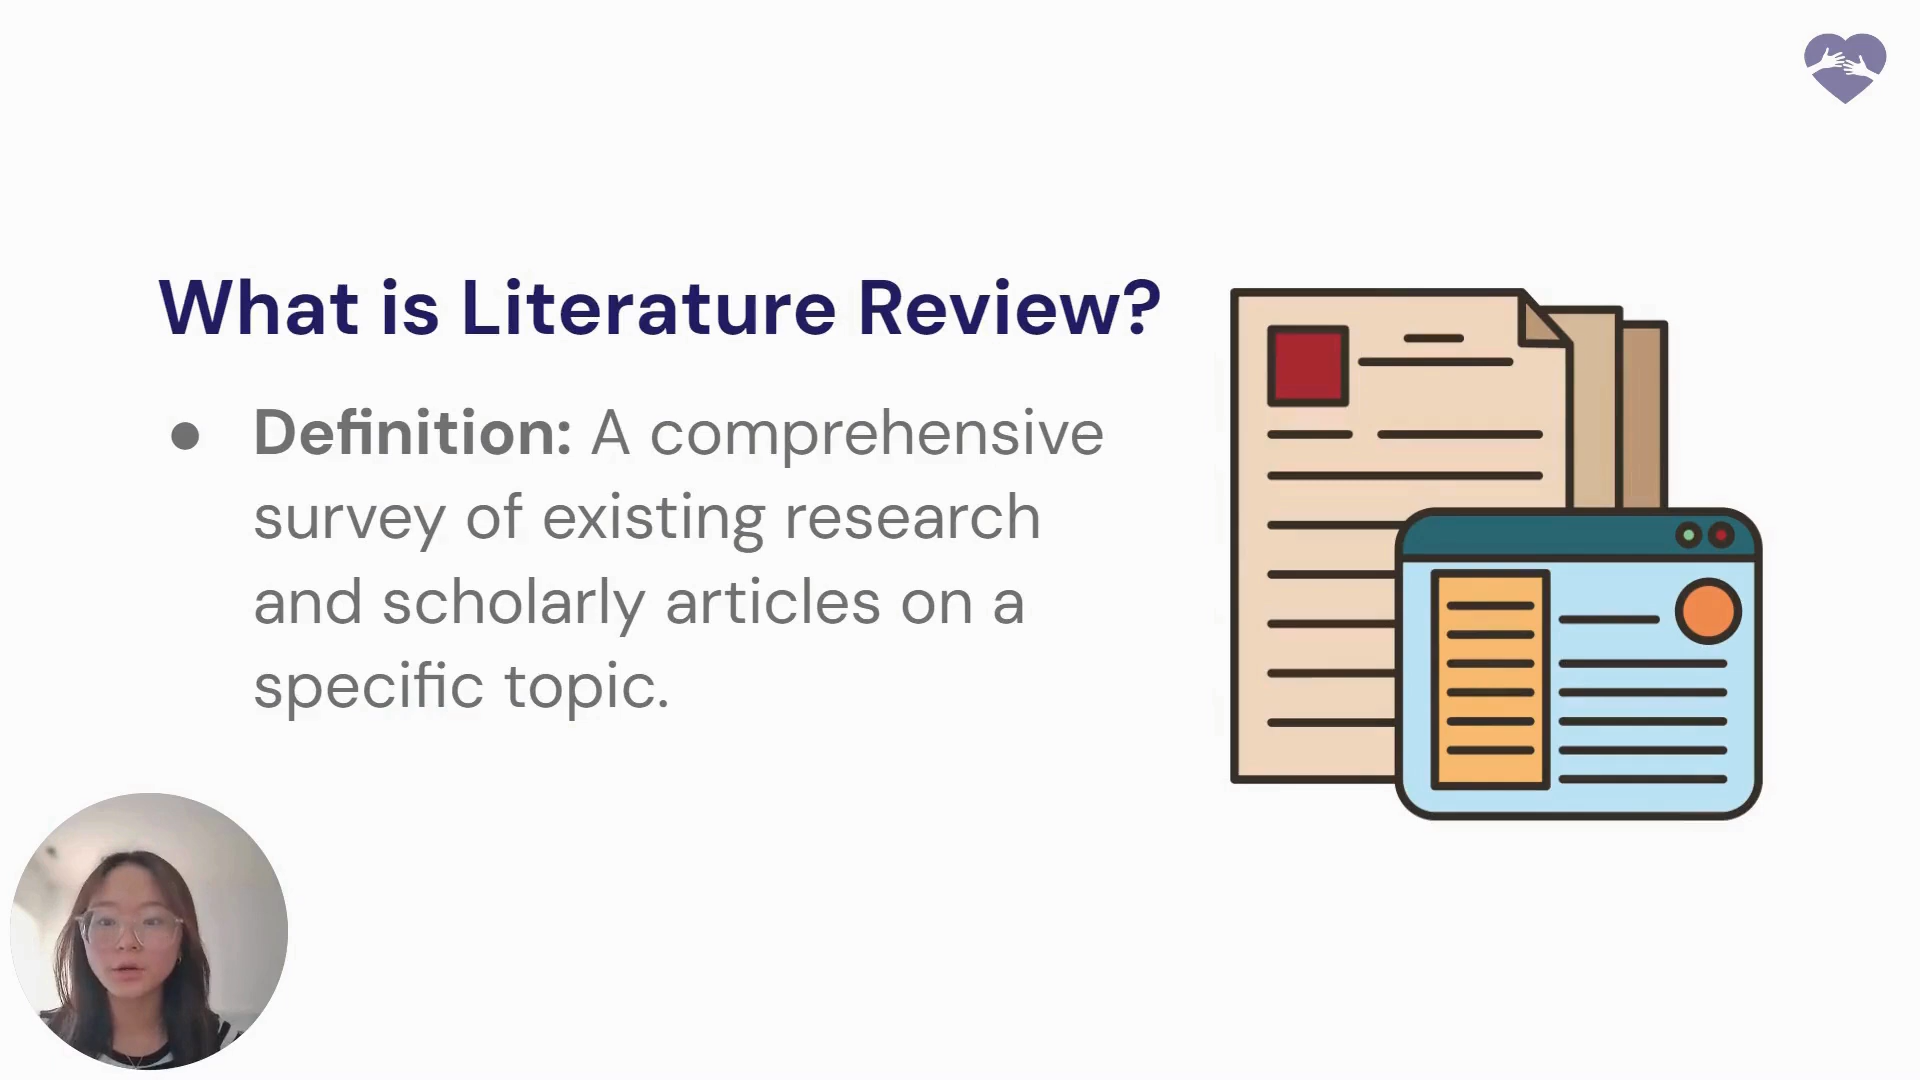 What is Literature Review?
● Definition: A comprehensive
survey of existing research
and scholarly articles on a
specific topic.